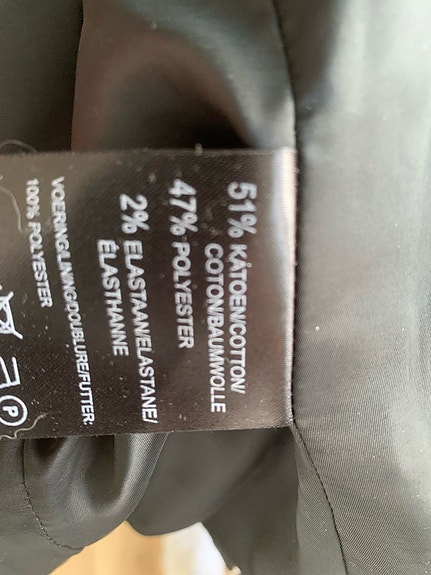 51% KATOEN/COTTON/
COTON/BAUMWOLLE
47% POLYESTER
2% ELASTAAN/ELASTANE/
ÉLASTHANNE
VOERING/LINING/DOUBLURE/FUTTER:
100% POLYESTER
P